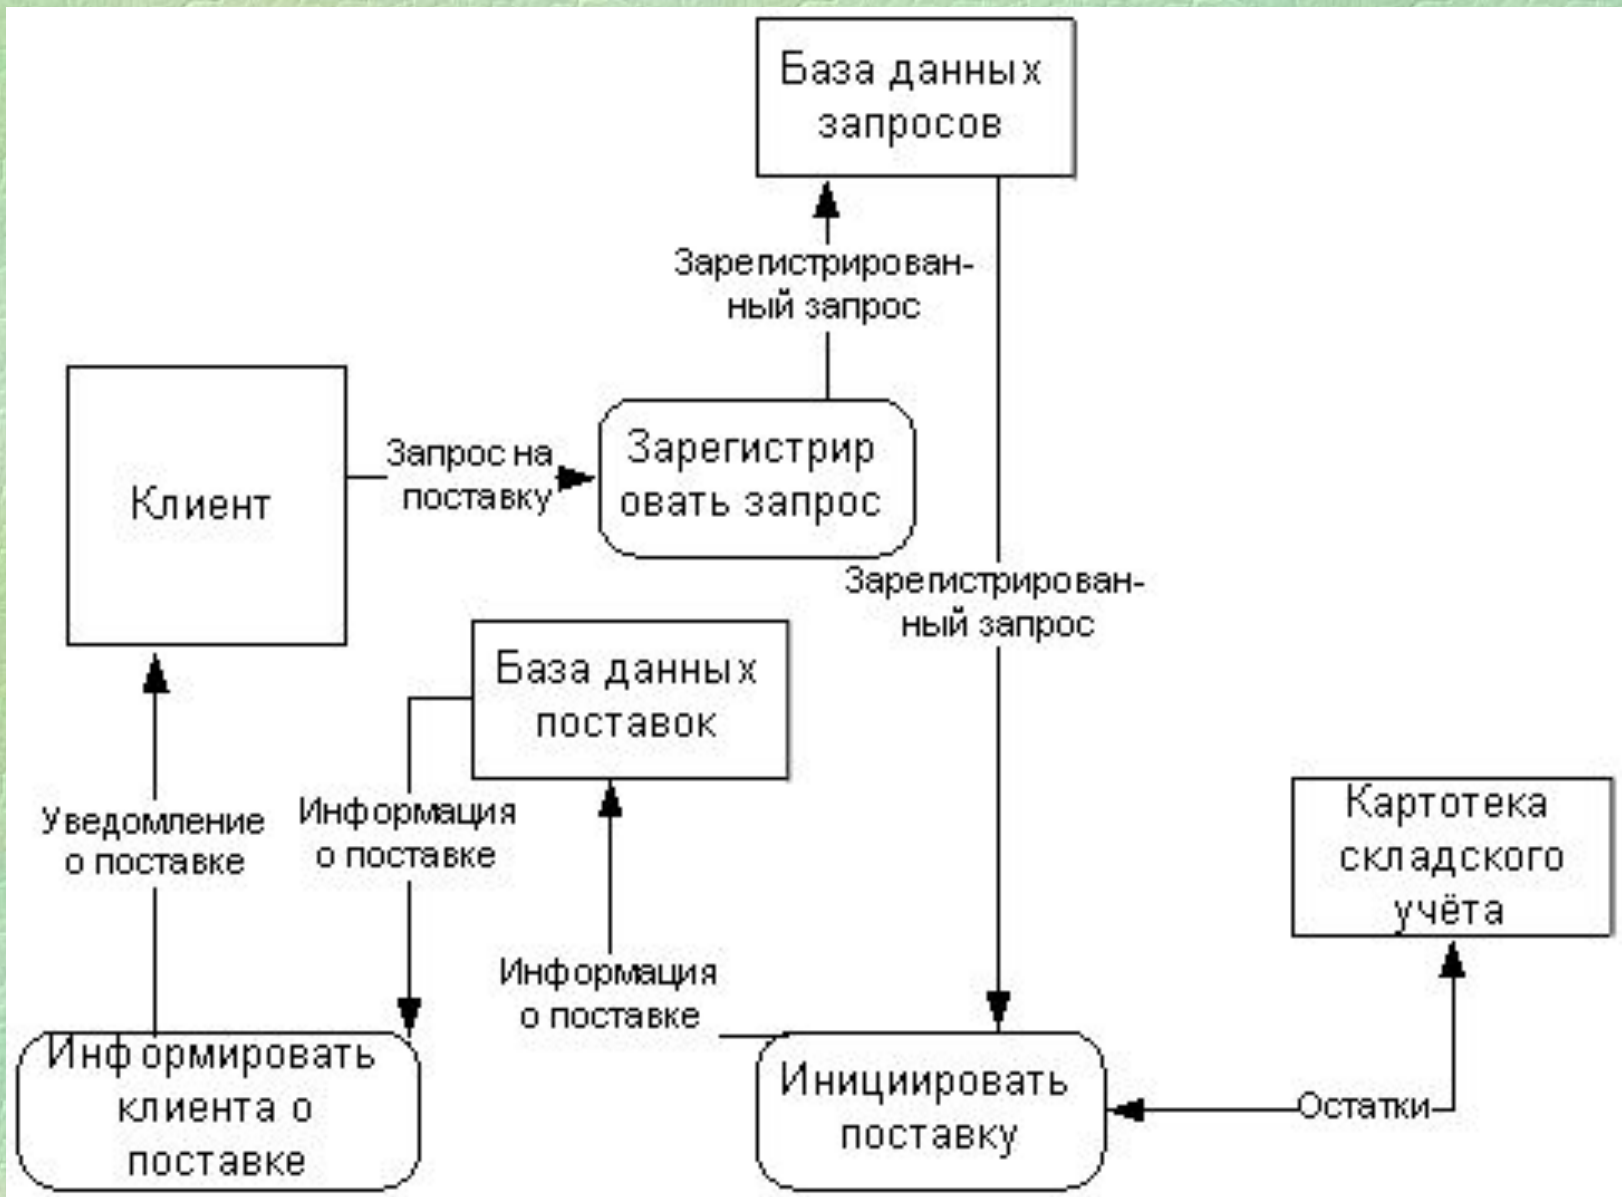 База данных
запросов
Зарегистрирован-
ный запрос
Клиент
Запрос на
поставку
Зарегистрир
овать запрос
Зарегистрирован-
ный запрос
База данных
поставок
Уведомление
о поставке
Информация
о поставке
Картотека
складского
учёта
Информация
о поставке
Информировать
клиента о
поставке
Инициировать
поставку
Остатки